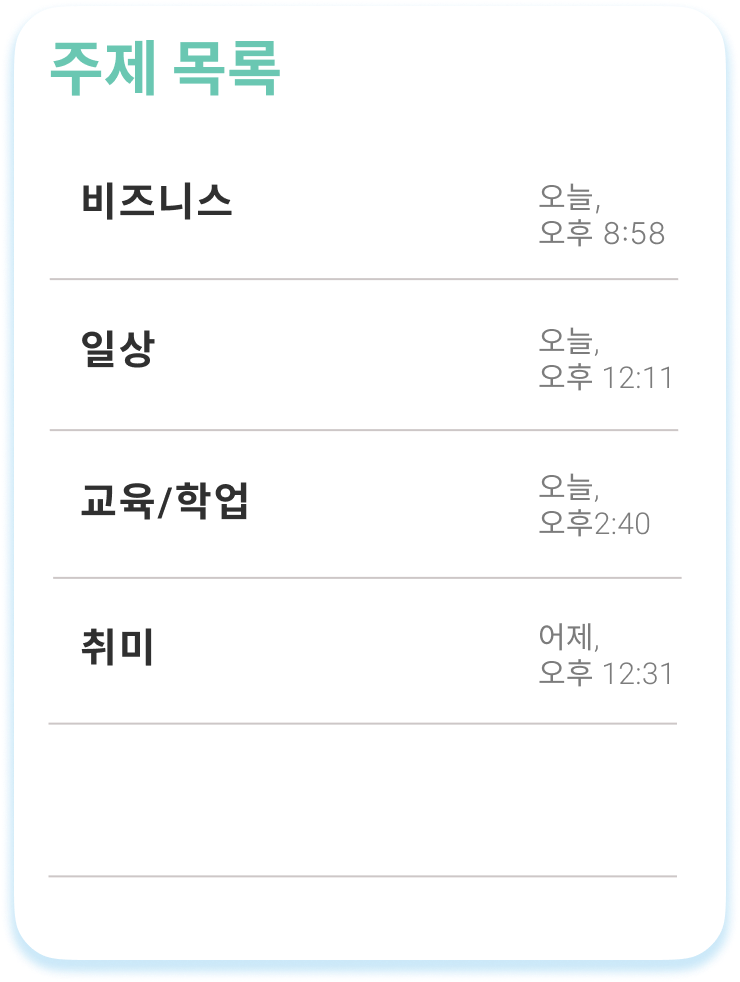 주제 목록
비즈니스
오늘,
오후 8:58
일상
오늘,
오후 12:11
교육/학업
오늘,
오후2:40
취미
어제,
오후 12:31